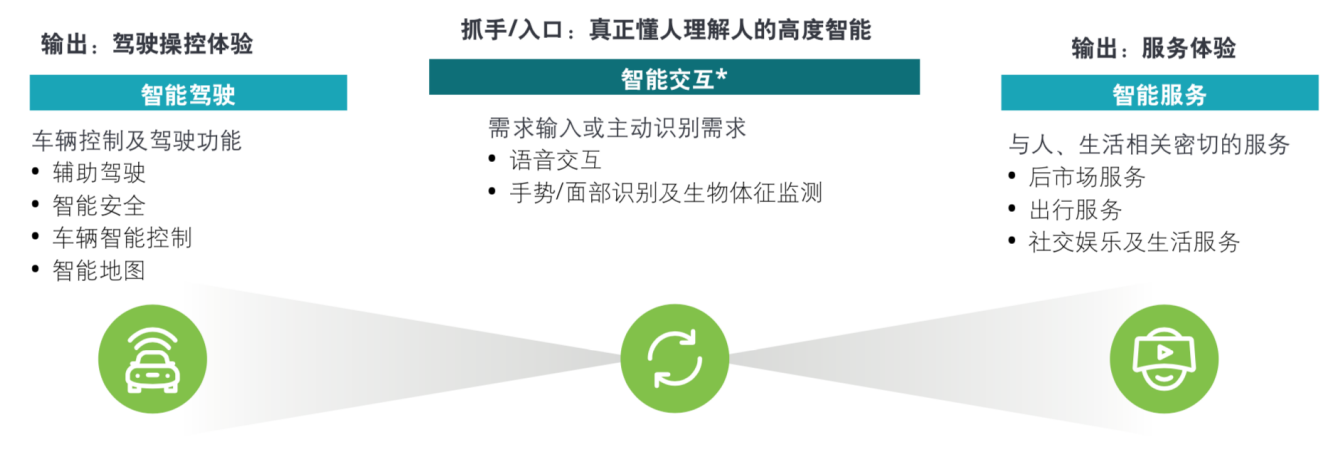 输出：驾驶操控体验
智能驾驶
车辆控制及驾驶功能
• 辅助驾驶
• 智能安全
• 车辆智能控制
• 智能地图
抓手/入口：真正懂人理解人的高度智能
智能交互*
需求输入或主动识别需求
• 语音交互
• 手势/面部识别及生物体征监测
输出：服务体验
智能服务
与人、生活相关密切的服务
• 后市场服务
• 出行服务
• 社交娱乐及生活服务